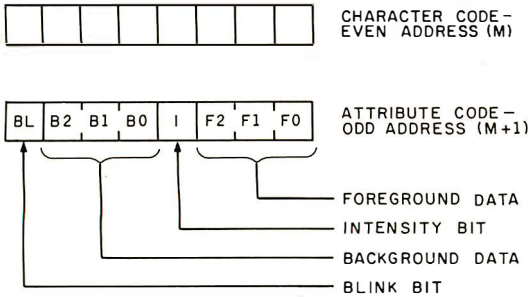 CHARACTER CODE-
EVEN ADDRESS (M)
BL B2 B1 B0 I F2 F1 F0
ATTRIBUTE CODE-
ODD ADDRESS (M+1)
FOREGROUND DATA
INTENSITY BIT
BACKGROUND DATA
BLINK BIT